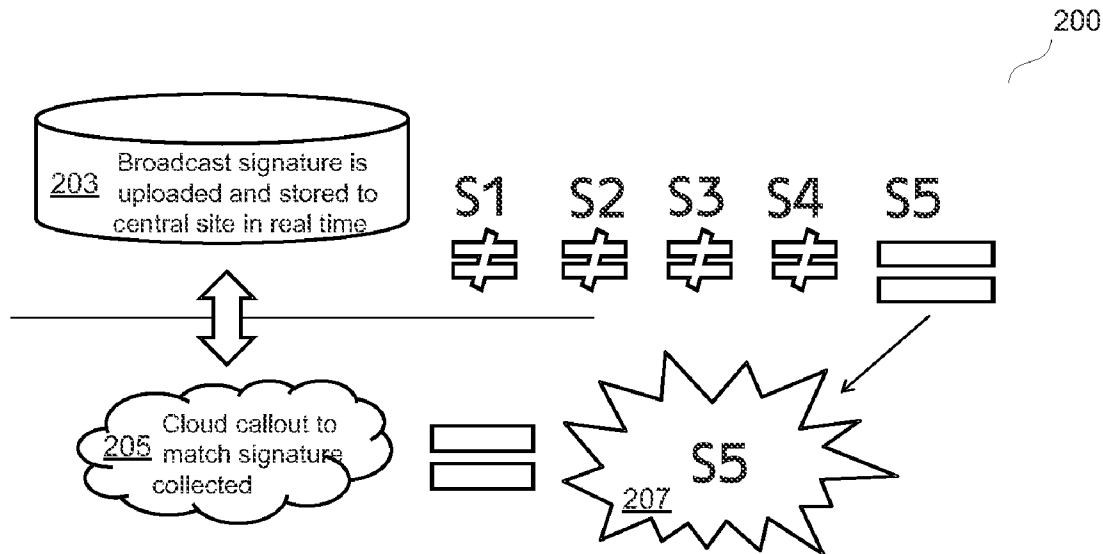 200
203 Broadcast signature is
uploaded and stored to
central site in real time
S1 S2 S3 S4 S5
≠ ≠ ≠ ≠ =
205 Cloud callout to
match signature
collected
=
S5
207